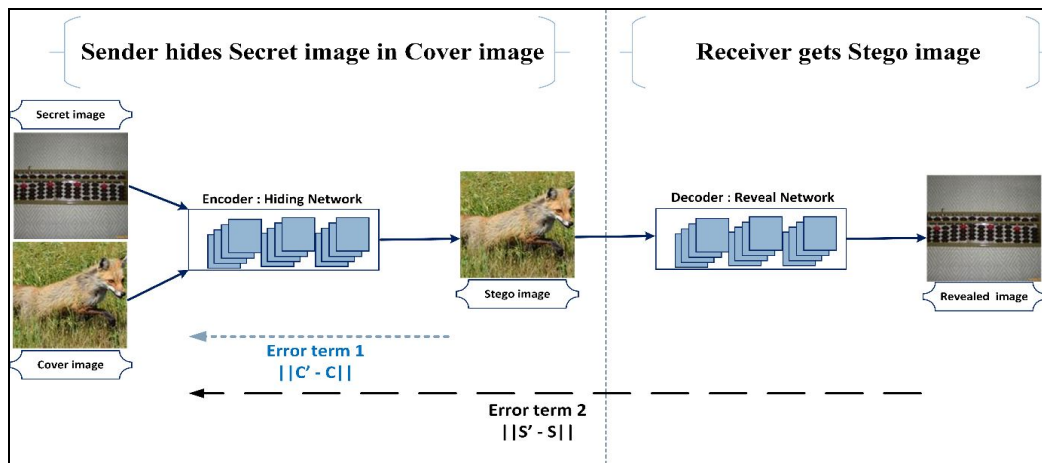 Sender hides Secret image in Cover image
Receiver gets Stego image
Secret image
Encoder : Hiding Network
Decoder : Reveal Network
Stego image
Revealed image
Cover image
Error term 1
||C' - C||
Error term 2
||S' - S||